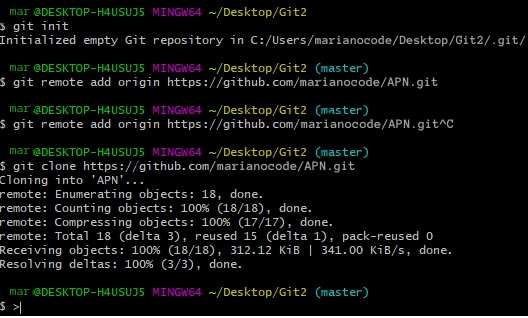 mar@DESKTOP-H4USUJ5 MINGW64 ~/Desktop/Git2
$ git init
Initialized empty Git repository in C:/Users/marianocode/Desktop/Git2/.git/
mar@DESKTOP-H4USUJ5 MINGW64 ~/Desktop/Git2 (master)
$ git remote add origin https://github.com/marianocode/APN.git
mar@DESKTOP-H4USUJ5 MINGW64 ~/Desktop/Git2 (master)
$ git remote add origin https://github.com/marianocode/APN.git^C
mar@DESKTOP-H4USUJ5 MINGW64 ~/Desktop/Git2 (master)
$ git clone https://github.com/marianocode/APN.git
Cloning into 'APN'...
remote: Enumerating objects: 18, done.
remote: Counting objects: 100% (18/18), done.
remote: Compressing objects: 100% (17/17), done.
remote: Total 18 (delta 3), reused 15 (delta 1), pack-reused 0
Receiving objects: 100% (18/18), 312.12 KiB | 341.00 KiB/s, done.
Resolving deltas: 100% (3/3), done.
mar@DESKTOP-H4USUJ5 MINGW64 ~/Desktop/Git2 (master)
$ >